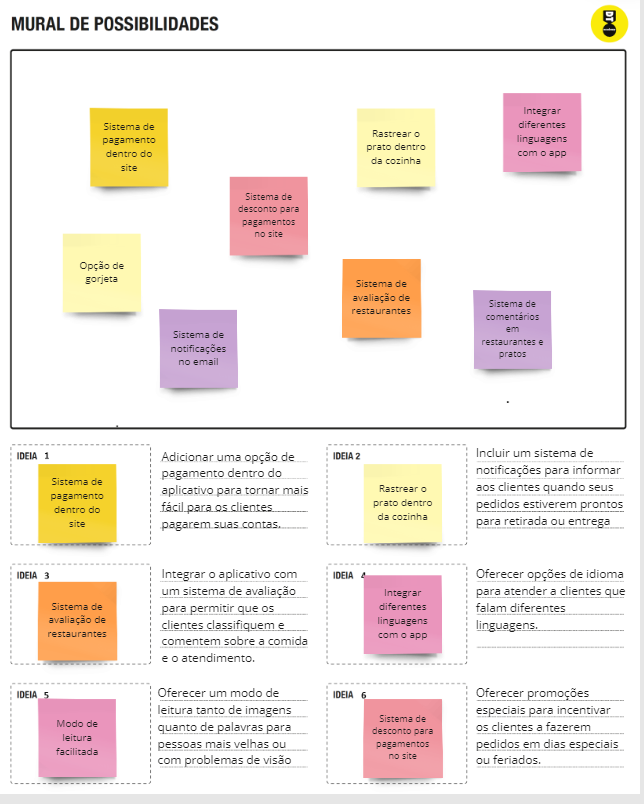 MURAL DE POSSIBILIDADES
Sistema de
pagamento
dentro do
site
Rastrear o
prato dentro
da cozinha
Integrar
diferentes
linguagens
com o app
Sistema de
desconto para
pagamentos
no site
Opção de
gorjeta
Sistema de
avaliação de
restaurantes
Sistema de
notificações
no email
Sistema de
comentários
em
restaurantes e
pratos
IDEIA 1
Sistema de
pagamento
dentro do
site
Adicionar uma opção de
pagamento dentro do
aplicativo para tornar mais
fácil para os clientes
pagarem suas contas.
IDEIA 2
Rastrear o
prato dentro
da cozinha
Incluir um sistema de
notificações para informar
aos clientes quando seus
pedidos estiverem prontos
para retirada ou entrega
IDEIA 3
Sistema de
avaliação de
restaurantes
Integrar o aplicativo com
um sistema de avaliação
para permitir que os
clientes classifiquem e
comentem sobre a comida
e o atendimento.
IDEIA 4
Integrar
diferentes
linguagens
com o app
Oferecer opções de idioma
para atender a clientes que
falam diferentes
linguagens.
IDEIA 5
Modo de
leitura
facilitada
Oferecer um modo de
leitura tanto de imagens
quanto de palavras para
pessoas mais velhas ou
com problemas de visão
IDEIA 6
Sistema de
desconto para
pagamentos
no site
Oferecer promoções
especiais para incentivar
os clientes a fazerem
pedidos em dias especiais
ou feriados.